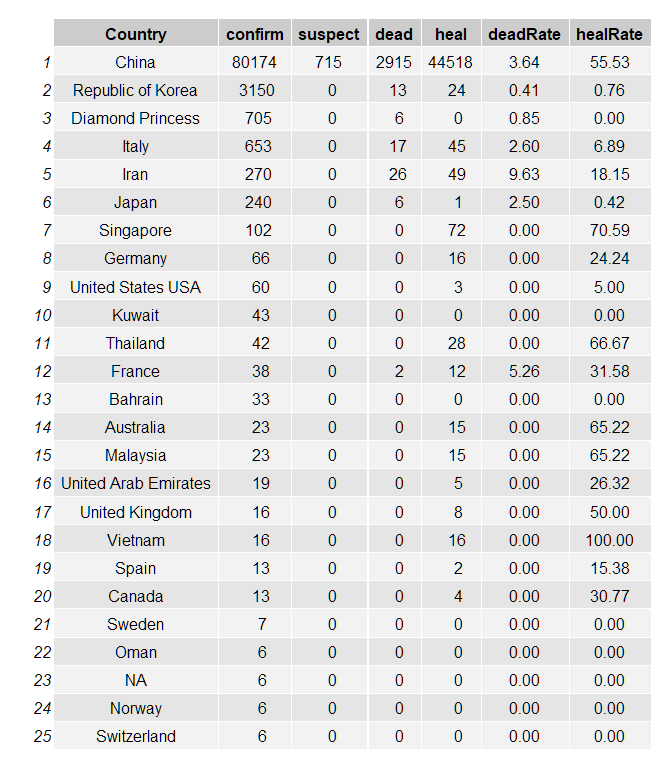 Country confirm suspect dead heal deadRate healRate
1 China 80174 715 2915 44518 3.64 55.53
2 Republic of Korea 3150 0 13 24 0.41 0.76
3 Diamond Princess 705 0 6 0 0.85 0.00
4 Italy 653 0 17 45 2.60 6.89
5 Iran 270 0 26 49 9.63 18.15
6 Japan 240 0 6 1 2.50 0.42
7 Singapore 102 0 0 72 0.00 70.59
8 Germany 66 0 0 16 0.00 24.24
9 United States USA 60 0 0 3 0.00 5.00
10 Kuwait 43 0 0 0 0.00 0.00
11 Thailand 42 0 0 28 0.00 66.67
12 France 38 0 2 12 5.26 31.58
13 Bahrain 33 0 0 0 0.00 0.00
14 Australia 23 0 0 15 0.00 65.22
15 Malaysia 23 0 0 15 0.00 65.22
16 United Arab Emirates 19 0 0 5 0.00 26.32
17 United Kingdom 16 0 0 8 0.00 50.00
18 Vietnam 16 0 0 16 0.00 100.00
19 Spain 13 0 0 2 0.00 15.38
20 Canada 13 0 0 4 0.00 30.77
21 Sweden 7 0 0 0 0.00 0.00
22 Oman 6 0 0 0 0.00 0.00
23 NA 6 0 0 0 0.00 0.00
24 Norway 6 0 0 0 0.00 0.00
25 Switzerland 6 0 0 0 0.00 0.00